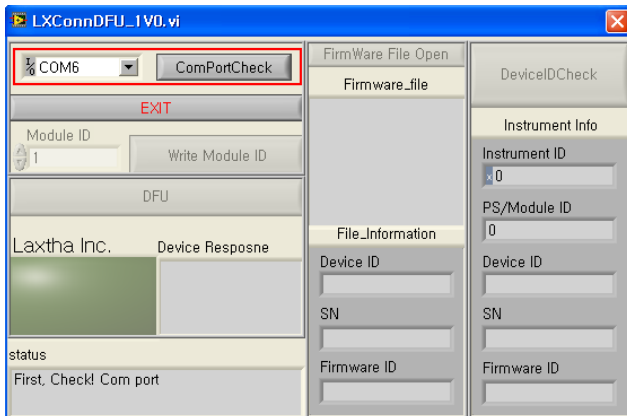 LXConnDFU_1V0.vi
COM6
ComPortCheck
EXIT
Module ID
1
Write Module ID
DFU
Laxtha Inc.
Device Resposne
status
First, Check! Com port
FirmWare File Open
Firmware_file
File_Information
Device ID
SN
Firmware ID
DeviceIDCheck
Instrument Info
Instrument ID
x0
PS/Module ID
0
Device ID
SN
Firmware ID